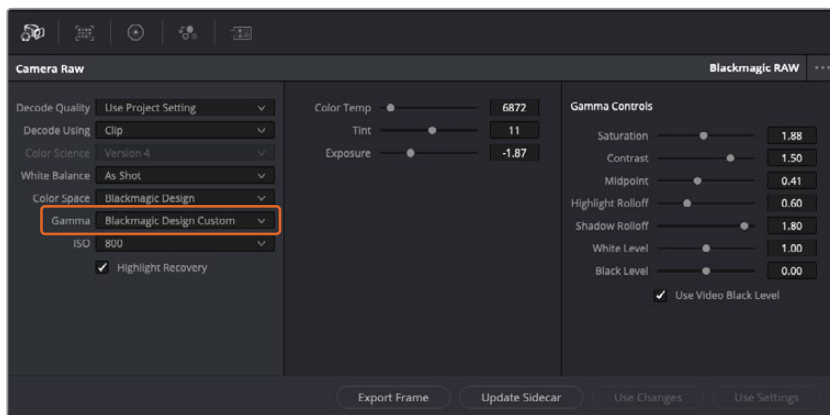 Camera Raw
Blackmagic RAW
Decode Quality Use Project Setting
Decode Using Clip
Color Science Version 4
White Balance As Shot
Color Space Blackmagic Design
Gamma Blackmagic Design Custom
ISO 800
Highlight Recovery
Color Temp 6872
Tint 11
Exposure -1.87
Gamma Controls
Saturation 1.88
Contrast 1.50
Midpoint 0.41
Highlight Rolloff 0.60
Shadow Rolloff 1.80
White Level 1.00
Black Level 0.00
Use Video Black Level
Export Frame
Update Sidecar
Use Changes
Use Settings